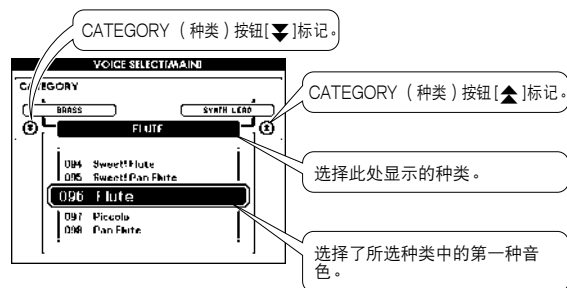 CATEGORY（种类）按钮[⏬]标记。
VOICE SELECT(MAIN)
CATEGORY
BRASS
SYNTH LEAD
FLUTE
094 Sweet!Flute
095 Sweet!Pan Flute
096 Flute
097 Piccolo
098 Pan Flute
CATEGORY（种类）按钮[⏫]标记。
选择此处显示的种类。
选择了所选种类中的第一种音
色。